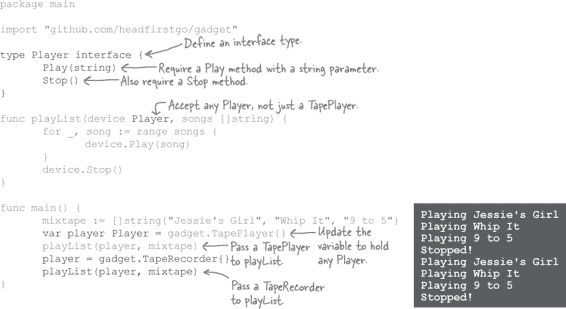 package main
import "github.com/headfirstgo/gadget"
type Player interface {
Define an interface type.
Play(string)
Require a Play method with a string parameter.
Stop()
Also require a Stop method.
}
Accept any Player, not just a TapePlayer.
func playList(device Player, songs []string) {
for _, song := range songs {
device.Play(song)
}
device.Stop()
}
func main() {
mixtape := []string{"Jessie's Girl", "Whip It", "9 to 5"}
var player Player = gadget.TapePlayer{}
Update the variable to hold any Player.
playList(player, mixtape)
Pass a TapePlayer to playList.
player = gadget.TapeRecorder{}
playList(player, mixtape)
Pass a TapeRecorder
to playList.
}
Playing Jessie's Girl
Playing Whip It
Playing 9 to 5
Stopped!
Playing Jessie's Girl
Playing Whip It
Playing 9 to 5
Stopped!